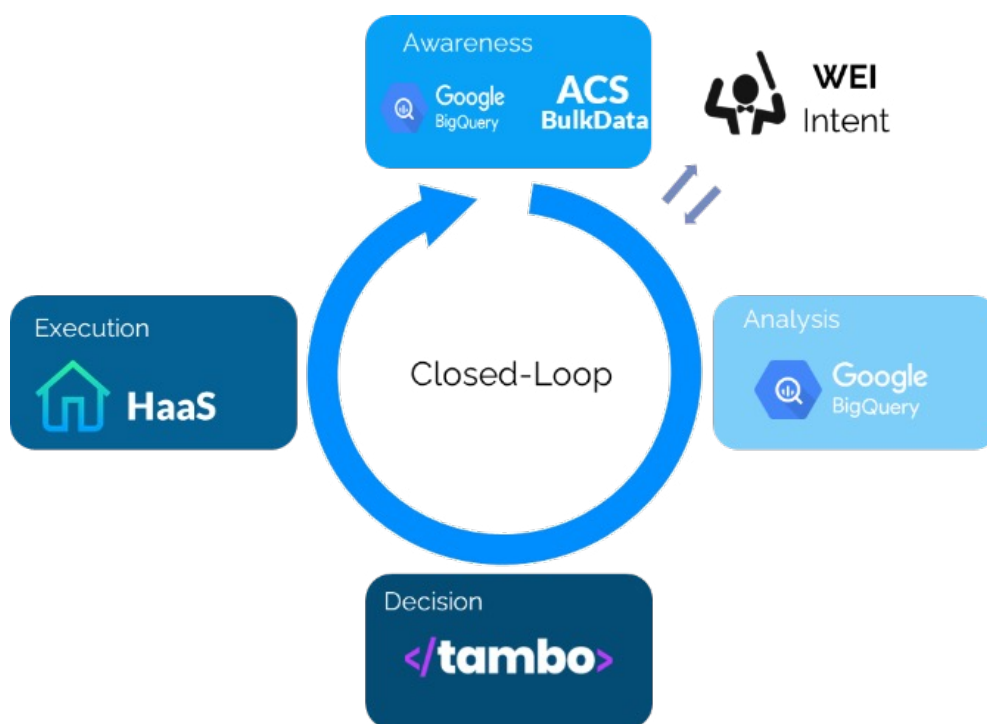 Awareness
Google
BigQuery
ACS
BulkData
WEI
Intent
Execution
HaaS
Closed-Loop
Analysis
Google
BigQuery
Decision
</tambo>